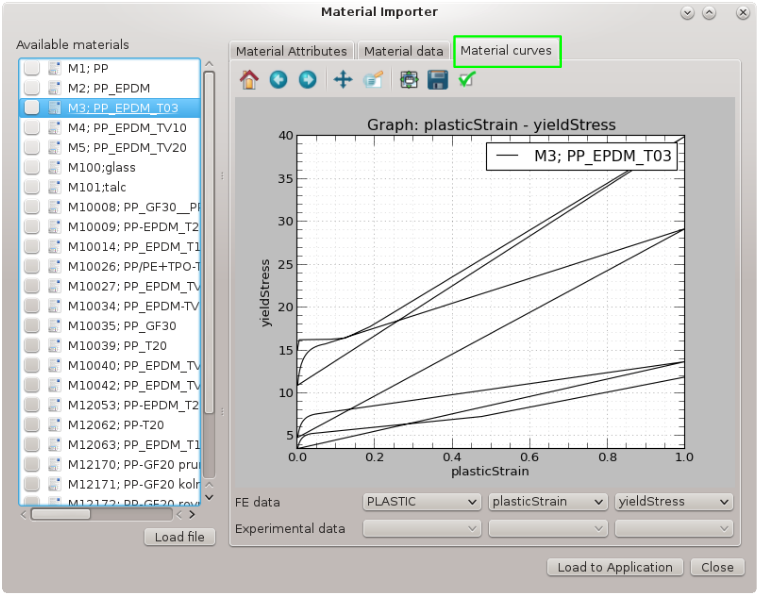 Material Importer
Available materials
M1; PP
M2; PP_EPDM
M3; PP_EPDM_T03
M4; PP_EPDM_TV10
M5; PP_EPDM_TV20
M100;glass
M101;talc
M10008; PP_GF30__P
M10009; PP-EPDM_T2
M10014; PP_EPDM_T1
M10026; PP/PE+TPO-T
M10027; PP_EPDM_TV
M10034; PP_EPDM-TV
M10035; PP_GF30
M10039; PP_T20
M10040; PP_EPDM_TV
M10042; PP_EPDM_TV
M12053; PP-EPDM_T2
M12062; PP-T20
M12063; PP_EPDM_T1
M12170; PP-GF20 pru
M12171; PP-GF20 kolr
M12172; PP-GF20 rovn
Load file
Material Attributes
Material data
Material curves
Graph: plasticStrain - yieldStress
M3; PP_EPDM_T03
40
35
30
25
20
15
10
5
yieldStress
0.0 0.2 0.4 0.6 0.8 1.0
plasticStrain
FE data PLASTIC plasticStrain yieldStress
Experimental data
Load to Application Close